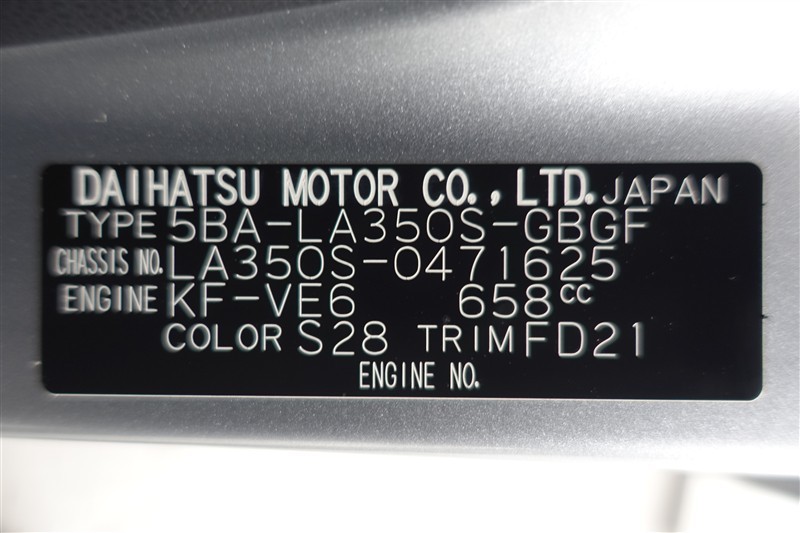 DAIHATSU MOTOR CO., LTD. JAPAN
TYPE 5BA-LA350S-GBGF
CHASSIS NO. LA350S-0471625
ENGINE KF-VE6 658cc
COLOR S28 TRIM FD21
ENGINE NO.